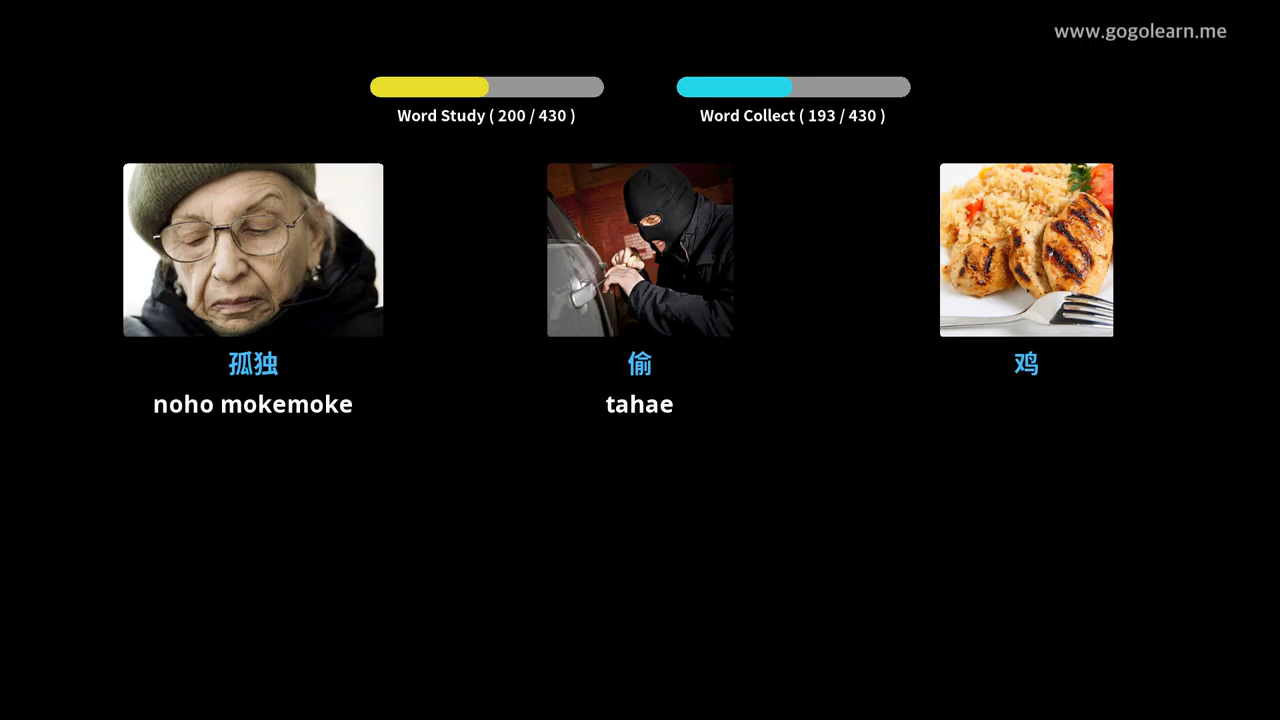 www.gogolearn.me
Word Study ( 200 / 430 )
Word Collect ( 193 / 430 )
孤独
偷
鸡
noho mokemoke
tahae